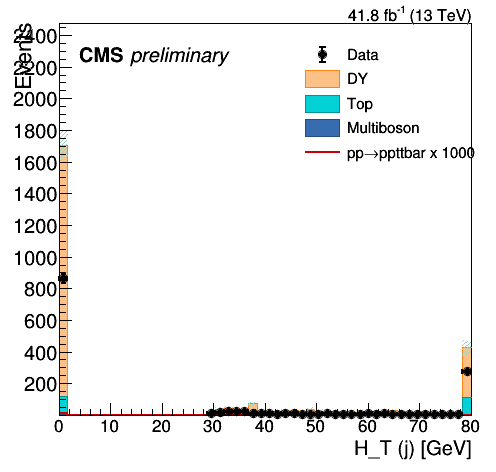 41.8 fb-1 (13 TeV)
CMS preliminary
Data
DY
Top
Multiboson
pp→ppttbar x 1000
Events
2400
2200
2000
1800
1600
1400
1200
1000
800
600
400
200
0 10 20 30 40 50 60 70 80
H_T (j) [GeV]